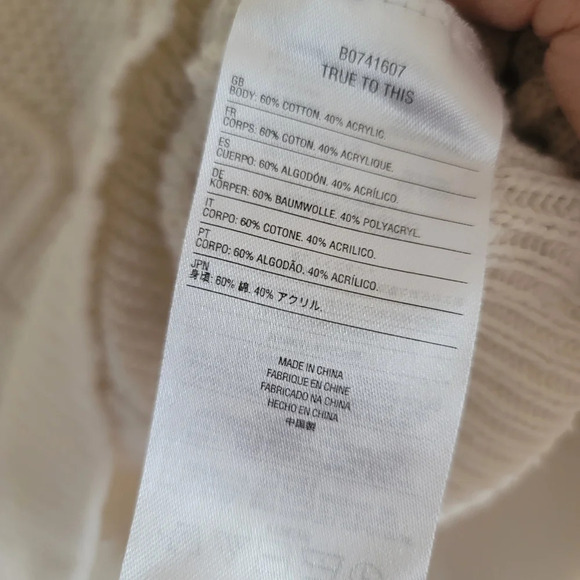 B0741607
TRUE TO THIS
GB
BODY: 60% COTTON. 40% ACRYLIC.
FR
CORPS: 60% COTON. 40% ACRYLIQUE.
ES
CUERPO: 60% ALGODÓN. 40% ACRÍLICO.
DE
KÖRPER: 60% BAUMWOLLE. 40% POLYACRYL.
IT
CORPO: 60% COTONE. 40% ACRILICO.
PT
CORPO: 60% ALGODÃO. 40% ACRÍLICO.
JPN
身頃: 60% 綿. 40% アクリル.
MADE IN CHINA
FABRIQUE EN CHINE
FABRICADO NA CHINA
HECHO EN CHINA
中国製